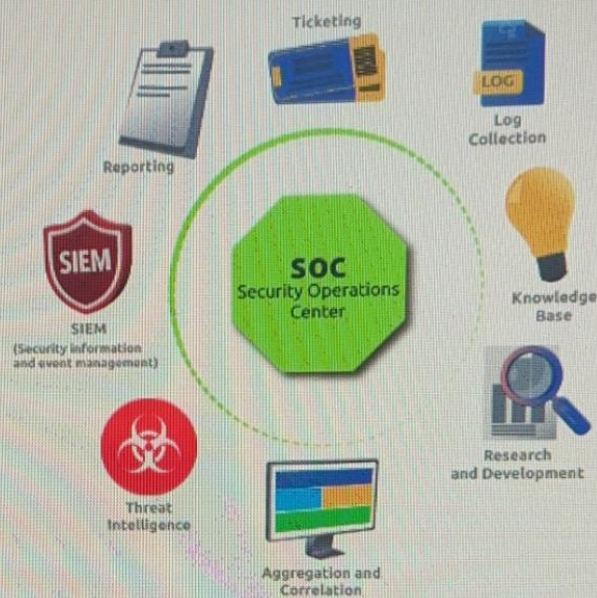 Ticketing
LOG
Log
Collection
Reporting
SIEM
SIEM
(Security information
and event management)
SOC
Security Operations
Center
Knowledge
Base
Research
and Development
Threat
Intelligence
Aggregation and
Correlation